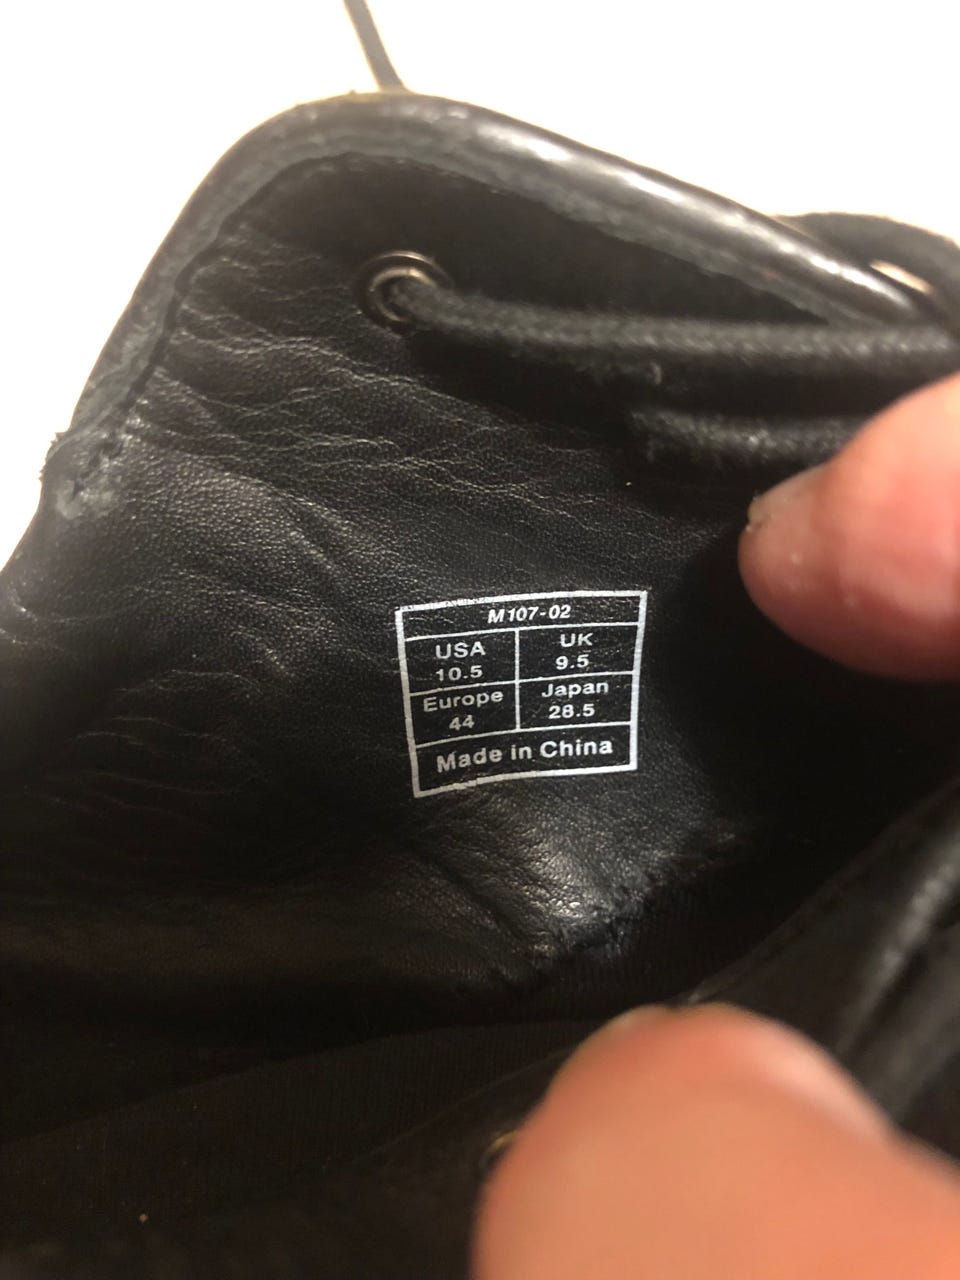 M107-02
USA UK
10.5 9.5
Europe Japan
44 28.5
Made in China